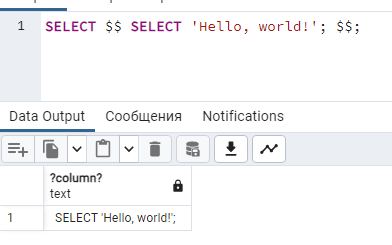 1 SELECT $$ SELECT 'Hello, world!'; $$;
Data Output Сообщения Notifications
?column?
text
1 SELECT 'Hello, world!';